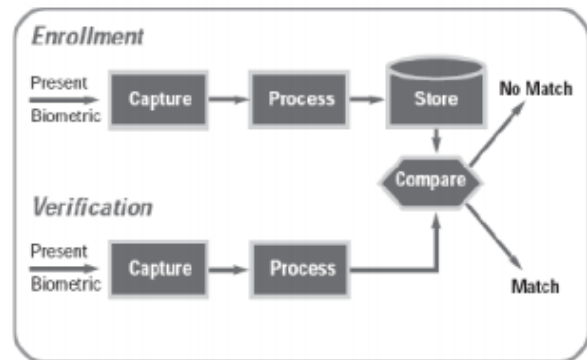 Enrollment
Present
Biometric
Capture
Process
Store
No Match
Compare
Verification
Present
Biometric
Capture
Process
Match